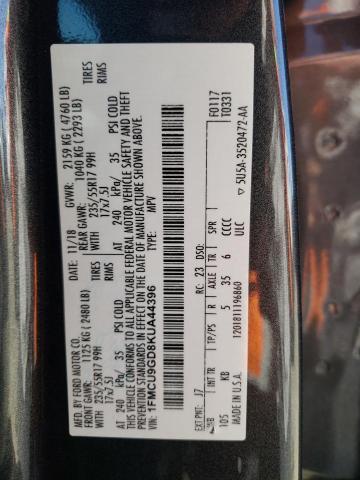 MFD. BY FORD MOTOR CO.
11/18
GVWR: 2159 KG ( 4760 LB)
FRONT GAWR: 1125 KG ( 2480 LB)
REAR GAWR: 1040 KG ( 2293 LB)
WITH 235/55R17 99H TIRES
WITH 235/55R17 99H TIRES
17x7.5J RIMS
17x7.5J RIMS
AT 240 kPa/ 35 PSI COLD
AT 240 kPa/ 35 PSI COLD
THIS VEHICLE CONFORMS TO ALL APPLICABLE FEDERAL MOTOR VEHICLE SAFETY AND THEFT
PREVENTION STANDARDS IN EFFECT ON THE DATE OF MANUFACTURE SHOWN ABOVE.
VIN: 1FMCU9GD8KUA44396
TYPE: MPV
F0117
T0331
EXT PNT: J7 RC: 23 DSO:
WB INT TR TP/PS R AXLE TR SPR
105 KB 5 35 6 CCCC
MADE IN U.S.A. 1201811196860 ULC
5U5A-3520472-AA